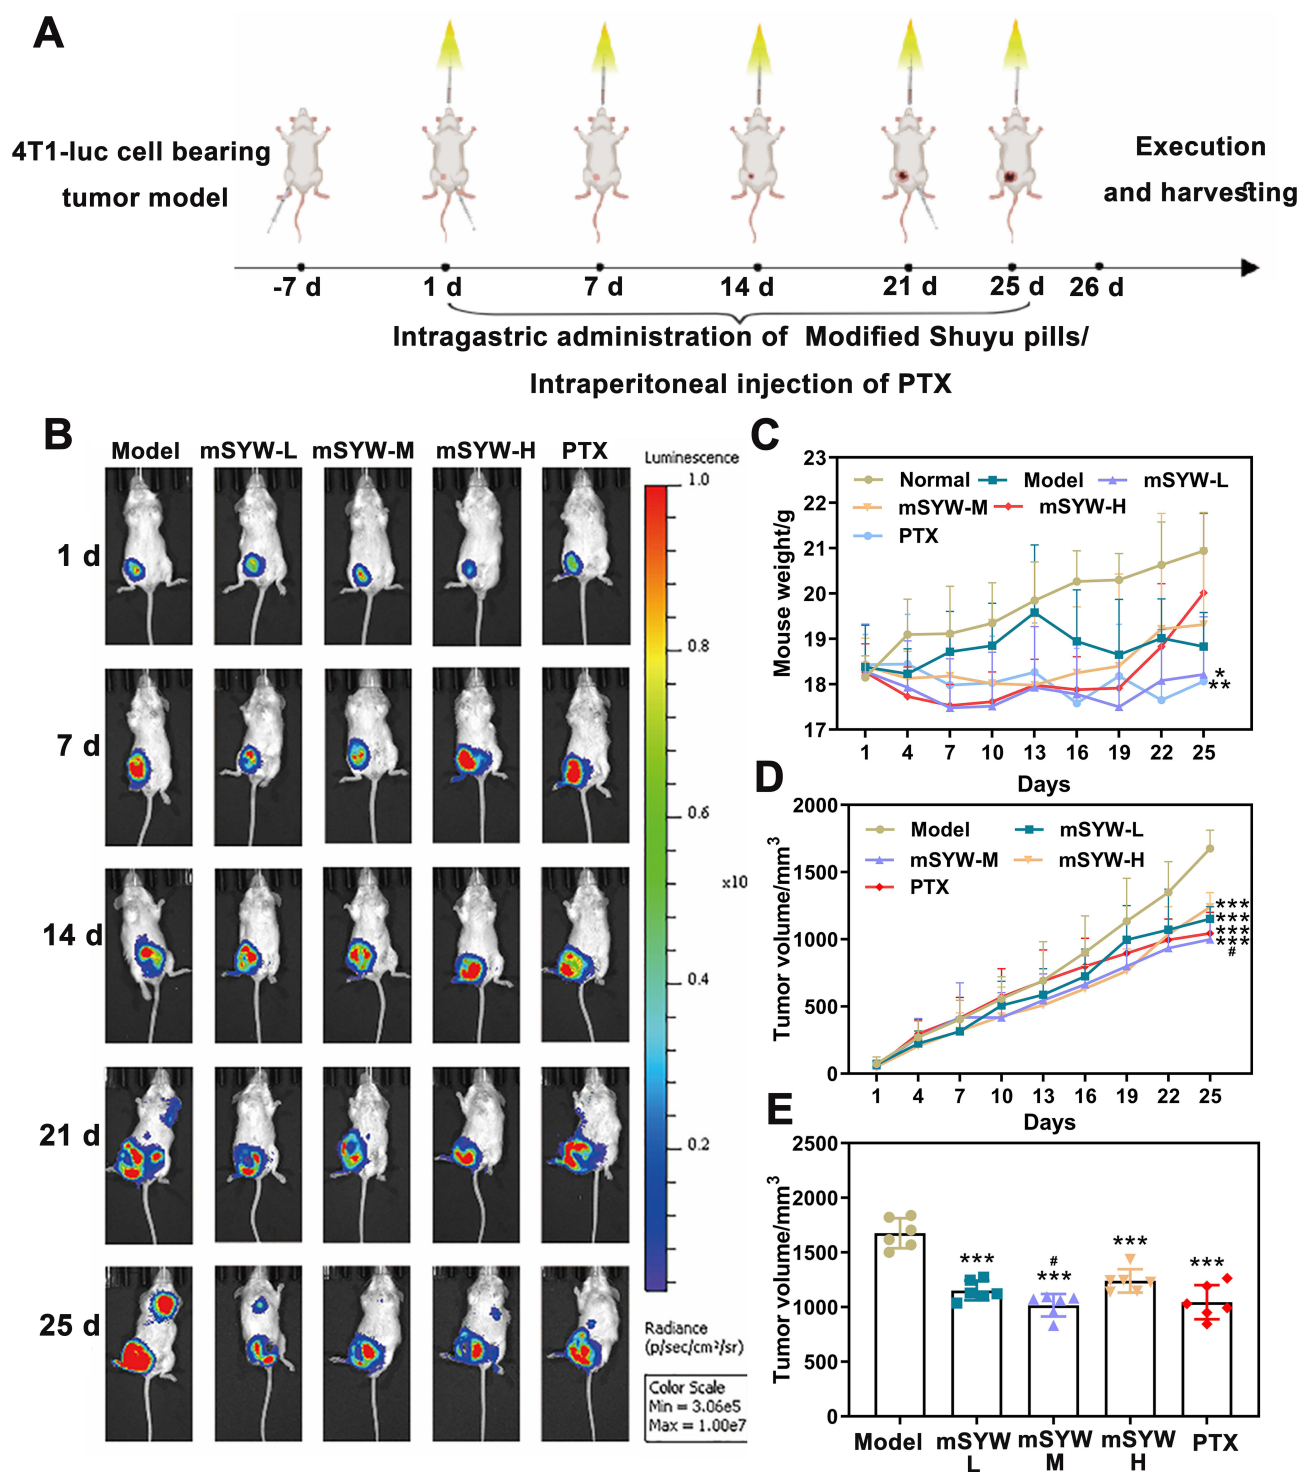 A
4T1-luc cell bearing
tumor model
Execution
and harvesting
-7 d 1 d 7 d 14 d 21 d 25 d 26 d
Intragastric administration of Modified Shuyu pills/
Intraperitoneal injection of PTX
B
Model mSYW-L mSYW-M mSYW-H PTX
1 d
7 d
14 d
21 d
25 d
Luminescence
1.0
0.8
0.6
x10
0.4
0.2
Radiance
(p/sec/cm²/sr)
Color Scale
Min = 3.06e5
Max = 1.00e7
C
Mouse weight/g
23
22
21
20
19
18
17
Normal Model mSYW-L
mSYW-M mSYW-H
PTX
*
**
1 4 7 10 13 16 19 22 25
Days
D
Tumor volume/mm³
2000
1500
1000
500
0
Model mSYW-L
mSYW-M mSYW-H
PTX
***
***
***
***
#
1 4 7 10 13 16 19 22 25
Days
E
Tumor volume/mm³
2500
2000
1500
1000
500
0
***
#
***
***
***
Model mSYW mSYW mSYW PTX
L M H